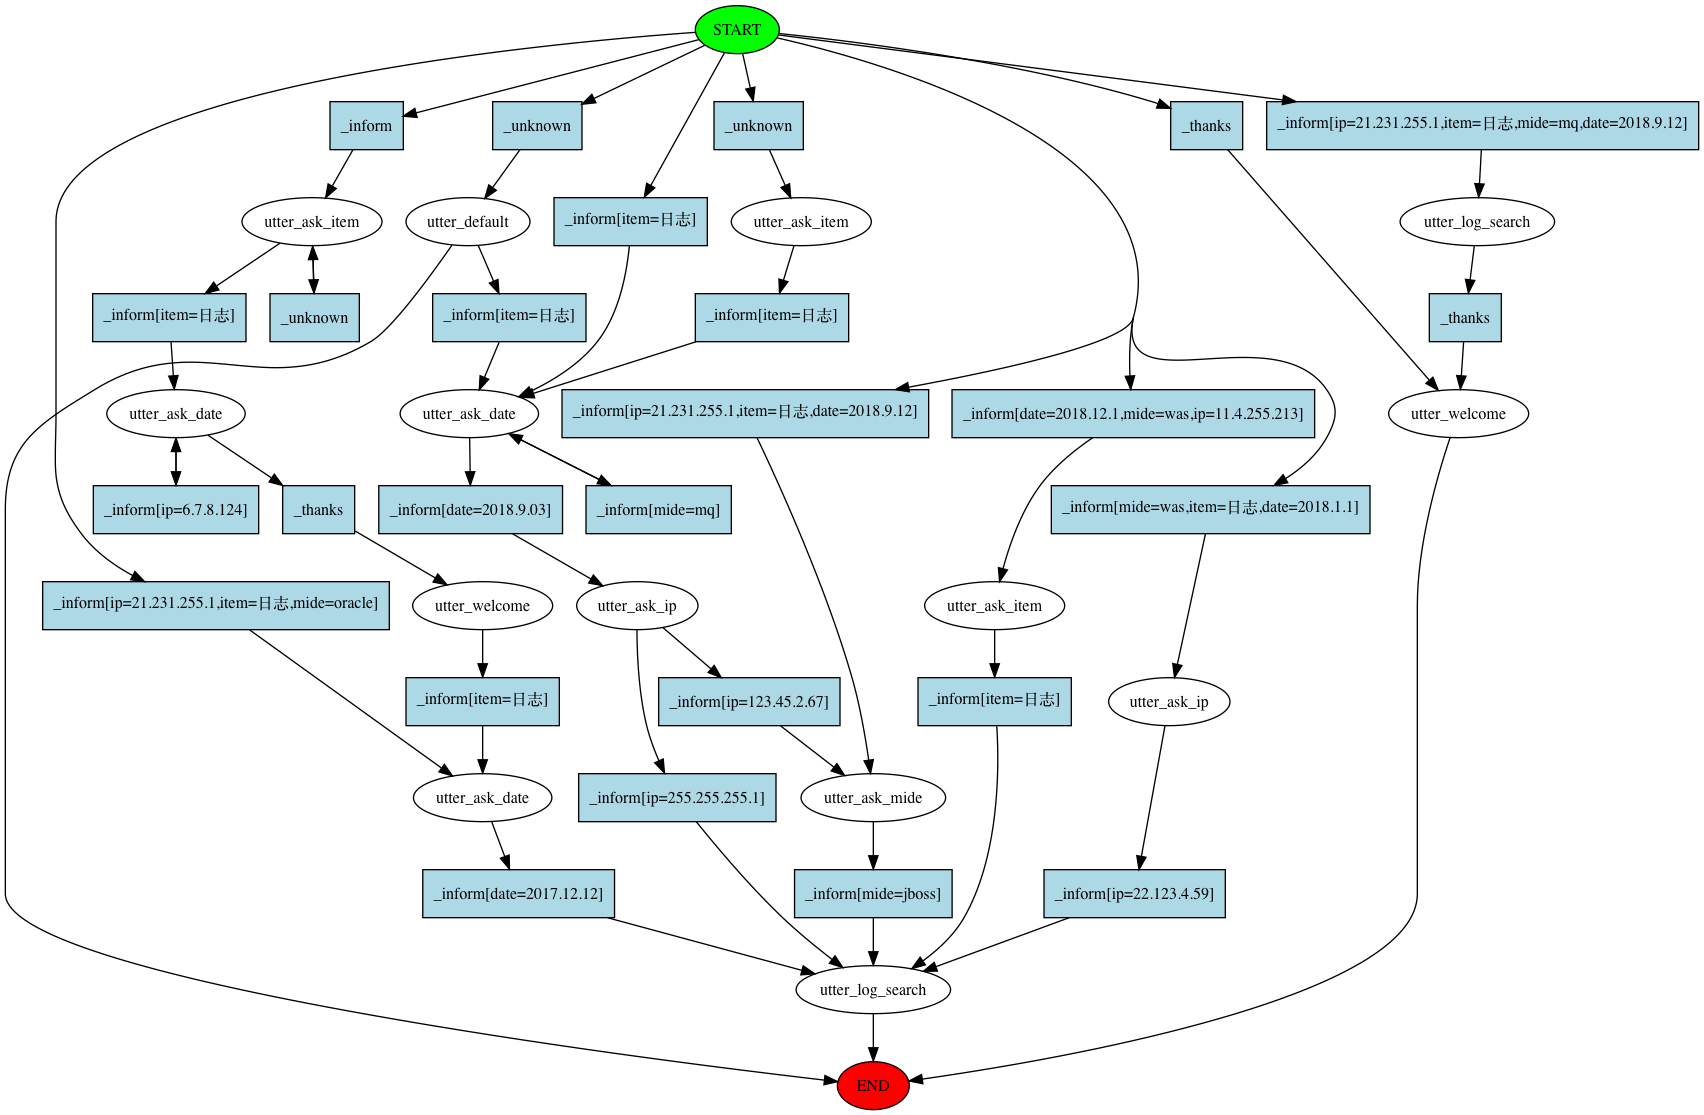 START
_inform
_unknown
_unknown
_thanks
_inform[ip=21.231.255.1,item=日志,mide=mq,date=2018.9.12]
utter_ask_item
utter_default
_inform[item=日志]
utter_ask_item
utter_log_search
_inform[item=日志]
_unknown
_inform[item=日志]
_inform[item=日志]
_thanks
utter_ask_date
utter_ask_date
_inform[ip=21.231.255.1,item=日志,date=2018.9.12]
_inform[date=2018.12.1,mide=was,ip=11.4.255.213]
utter_welcome
_inform[ip=6.7.8.124]
_thanks
_inform[date=2018.9.03]
_inform[mide=mq]
_inform[mide=was,item=日志,date=2018.1.1]
_inform[ip=21.231.255.1,item=日志,mide=oracle]
utter_welcome
utter_ask_ip
utter_ask_item
_inform[item=日志]
_inform[ip=123.45.2.67]
_inform[item=日志]
utter_ask_ip
utter_ask_date
_inform[ip=255.255.255.1]
utter_ask_mide
_inform[date=2017.12.12]
_inform[mide=jboss]
_inform[ip=22.123.4.59]
utter_log_search
END